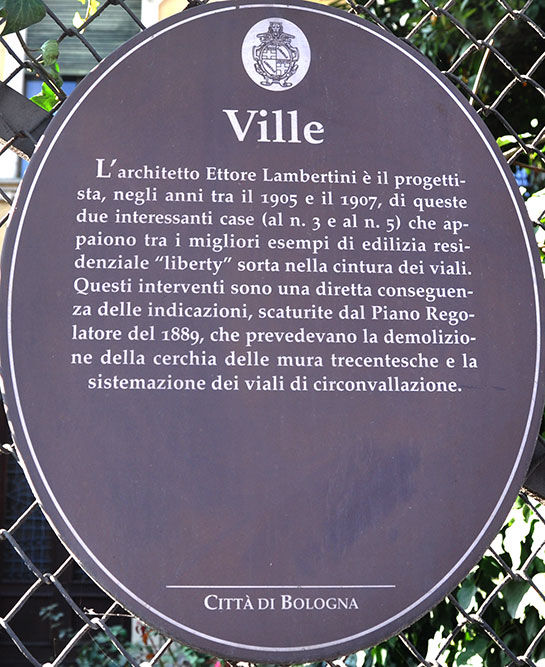 Ville
L'architetto Ettore Lambertini è il progetti-
sta, negli anni tra il 1905 e il 1907, di queste
due interessanti case (al n. 3 e al n. 5) che ap-
paiono tra i migliori esempi di edilizia resi-
denziale "liberty" sorta nella cintura dei viali.
Questi interventi sono una diretta conseguen-
za delle indicazioni, scaturite dal Piano Rego-
latore del 1889, che prevedevano la demolizio-
ne della cerchia delle mura trecentesche e la
sistemazione dei viali di circonvallazione.
CITTÀ DI BOLOGNA